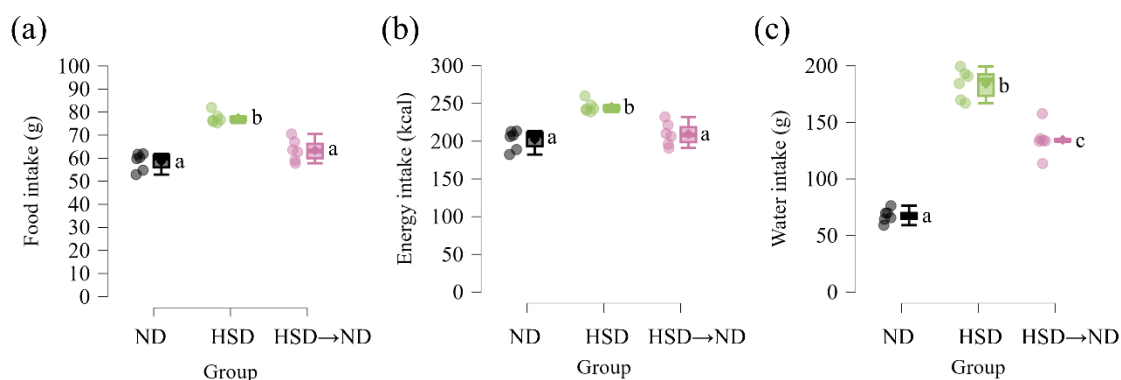 (a)
Food intake (g)
100
90
80
70
60
50
40
30
20
10
0
a
b
a
ND HSD HSD→ND
Group
(b)
Energy intake (kcal)
300
250
200
150
100
50
0
a
b
a
ND HSD HSD→ND
Group
(c)
Water intake (g)
200
150
100
50
0
a
b
c
ND HSD HSD→ND
Group